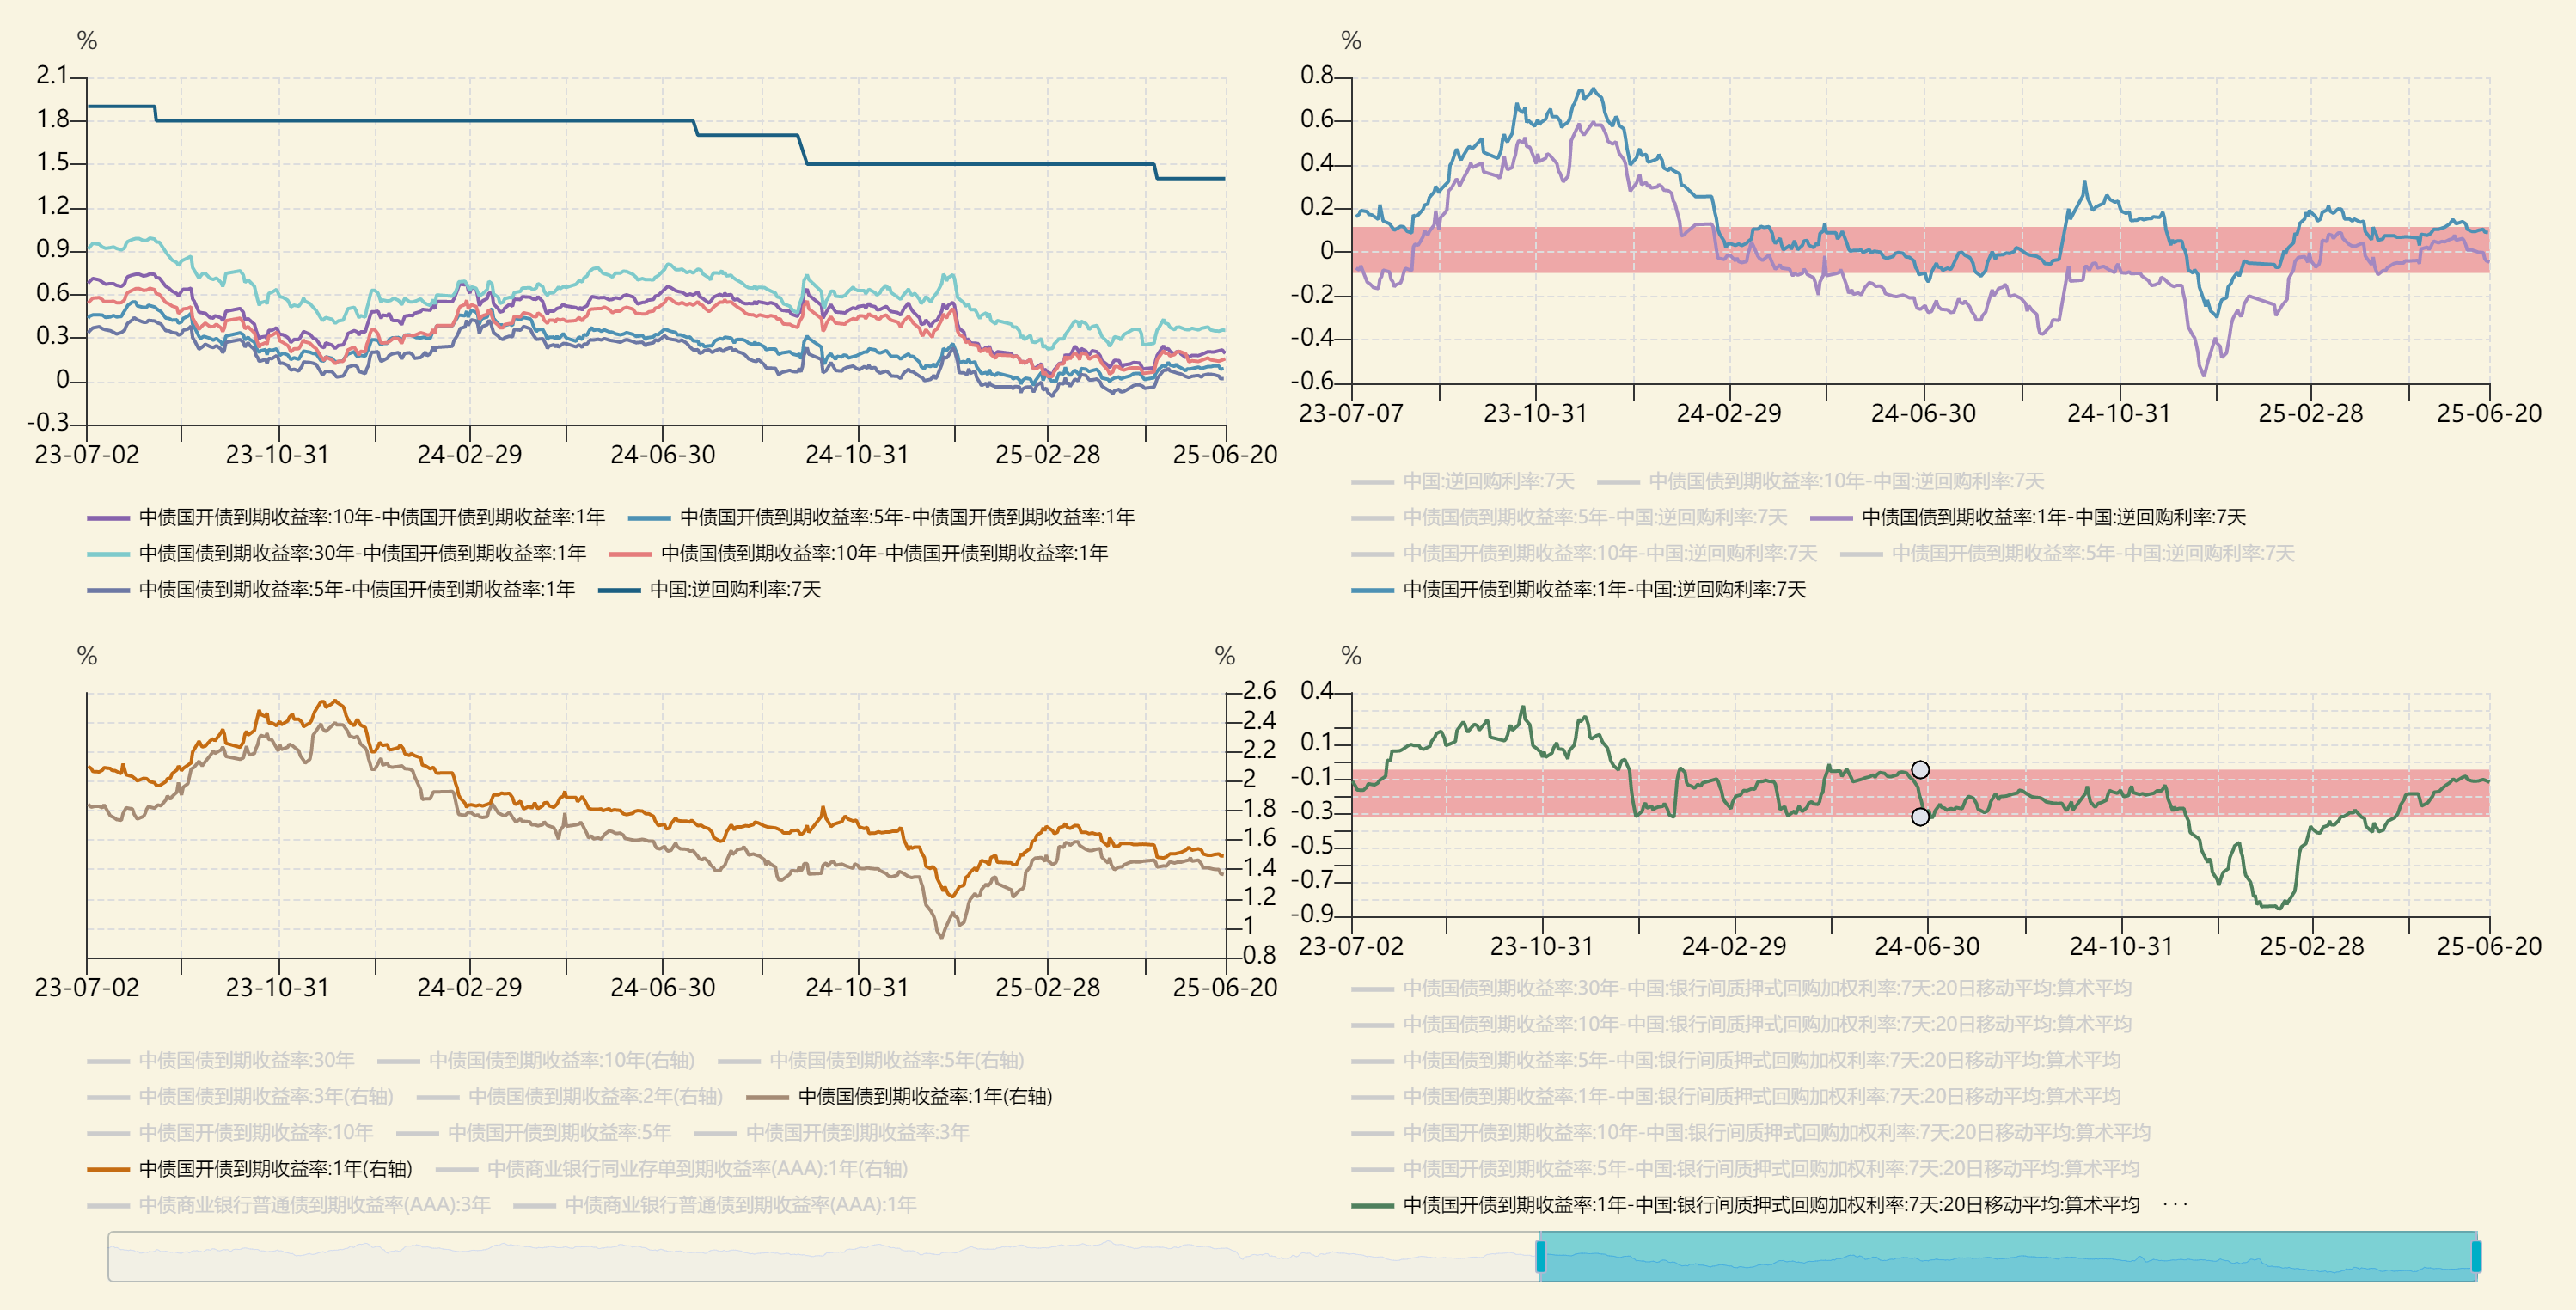 %
2.1
1.8
1.5
1.2
0.9
0.6
0.3
0
-0.3
23-07-02 23-10-31 24-02-29 24-06-30 24-10-31 25-02-28 25-06-20
中债国开债到期收益率:10年-中债国开债到期收益率:1年 中债国开债到期收益率:5年-中债国开债到期收益率:1年
中债国债到期收益率:30年-中债国开债到期收益率:1年 中债国债到期收益率:10年-中债国开债到期收益率:1年
中债国债到期收益率:5年-中债国开债到期收益率:1年 中国:逆回购利率:7天
%
0.8
0.6
0.4
0.2
0
-0.2
-0.4
-0.6
23-07-07 23-10-31 24-02-29 24-06-30 24-10-31 25-02-28 25-06-20
中国:逆回购利率:7天 中债国债到期收益率:10年-中国:逆回购利率:7天
中债国债到期收益率:5年-中国:逆回购利率:7天 中债国债到期收益率:1年-中国:逆回购利率:7天
中债国开债到期收益率:10年-中国:逆回购利率:7天 中债国开债到期收益率:5年-中国:逆回购利率:7天
中债国开债到期收益率:1年-中国:逆回购利率:7天
% %
2.6
2.4
2.2
2
1.8
1.6
1.4
1.2
1
0.8
23-07-02 23-10-31 24-02-29 24-06-30 24-10-31 25-02-28 25-06-20
中债国债到期收益率:30年 中债国债到期收益率:10年(右轴) 中债国债到期收益率:5年(右轴)
中债国债到期收益率:3年(右轴) 中债国债到期收益率:2年(右轴) 中债国债到期收益率:1年(右轴)
中债国开债到期收益率:10年 中债国开债到期收益率:5年 中债国开债到期收益率:3年
中债国开债到期收益率:1年(右轴) 中债商业银行同业存单到期收益率(AAA):1年(右轴)
中债商业银行普通债到期收益率(AAA):3年 中债商业银行普通债到期收益率(AAA):1年
%
0.4
0.1
-0.1
-0.3
-0.5
-0.7
-0.9
23-07-02 23-10-31 24-02-29 24-06-30 24-10-31 25-02-28 25-06-20
中债国债到期收益率:30年-中国:银行间质押式回购加权利率:7天:20日移动平均:算术平均
中债国债到期收益率:10年-中国:银行间质押式回购加权利率:7天:20日移动平均:算术平均
中债国债到期收益率:5年-中国:银行间质押式回购加权利率:7天:20日移动平均:算术平均
中债国债到期收益率:1年-中国:银行间质押式回购加权利率:7天:20日移动平均:算术平均
中债国开债到期收益率:10年-中国:银行间质押式回购加权利率:7天:20日移动平均:算术平均
中债国开债到期收益率:5年-中国:银行间质押式回购加权利率:7天:20日移动平均:算术平均
中债国开债到期收益率:1年-中国:银行间质押式回购加权利率:7天:20日移动平均:算术平均 ···